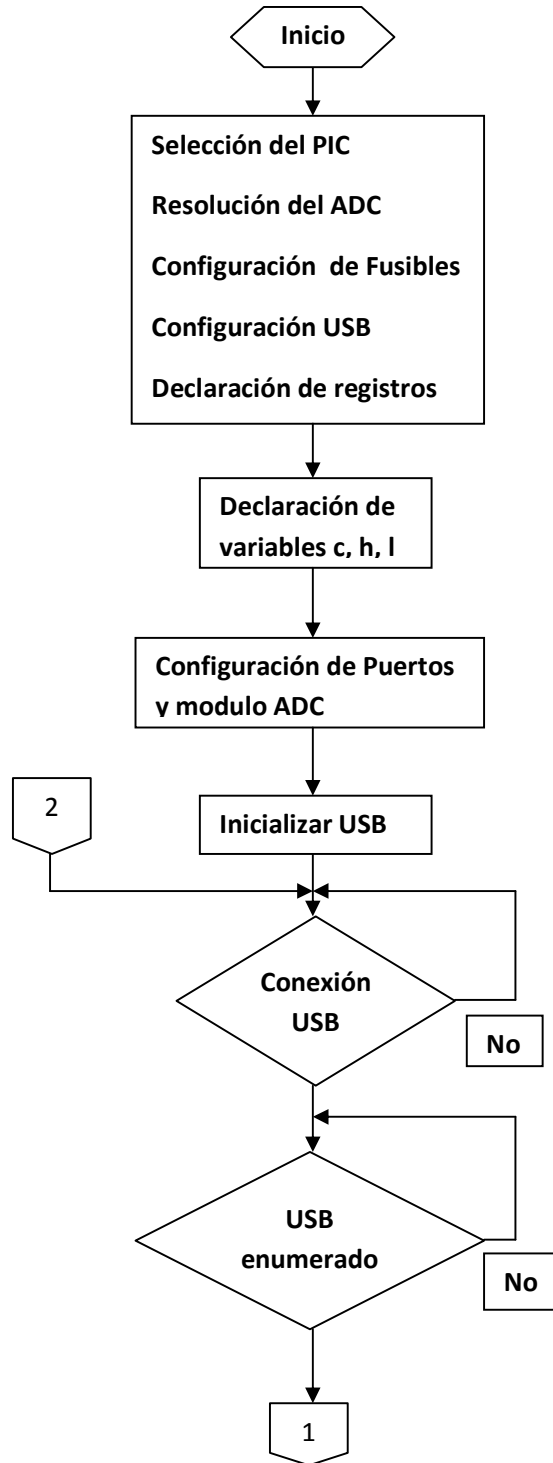 Inicio
Selección del PIC
Resolución del ADC
Configuración de Fusibles
Configuración USB
Declaración de registros
Declaración de
variables c, h, l
Configuración de Puertos
y modulo ADC
2
Inicializar USB
Conexión
USB
No
USB
enumerado
No
1